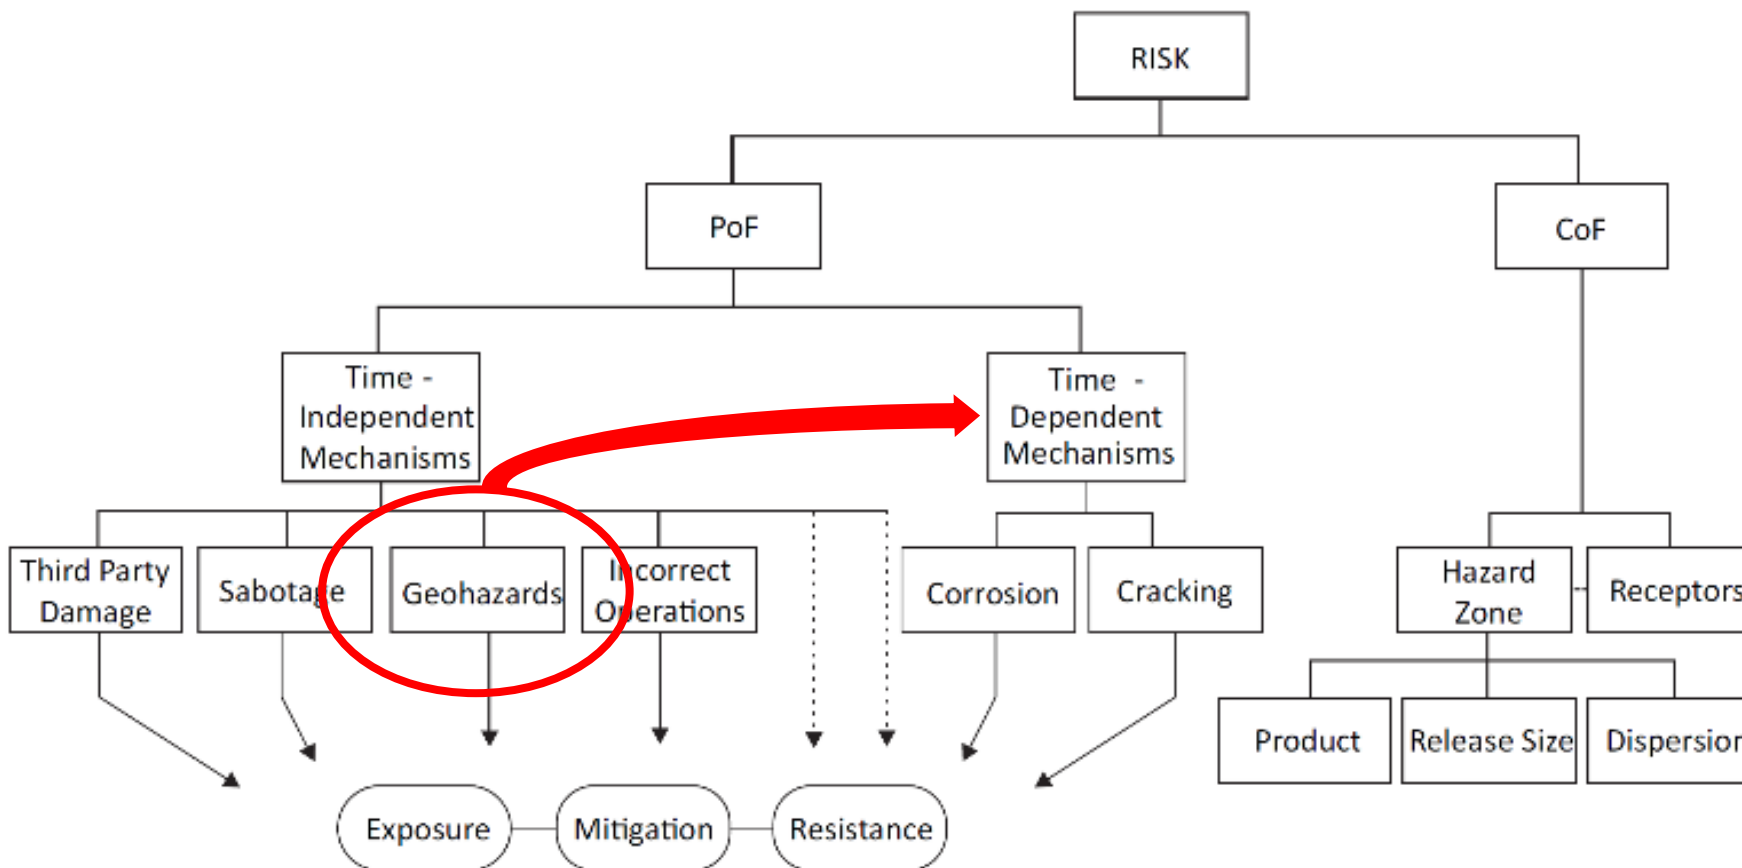 RISK
PoF
CoF
Time -
Independent
Mechanisms
Time -
Dependent
Mechanisms
Third Party
Damage
Sabotage
Geohazards
Incorrect
Operations
Corrosion
Cracking
Hazard
Zone
Receptors
Product
Release Size
Dispersion
Exposure
Mitigation
Resistance